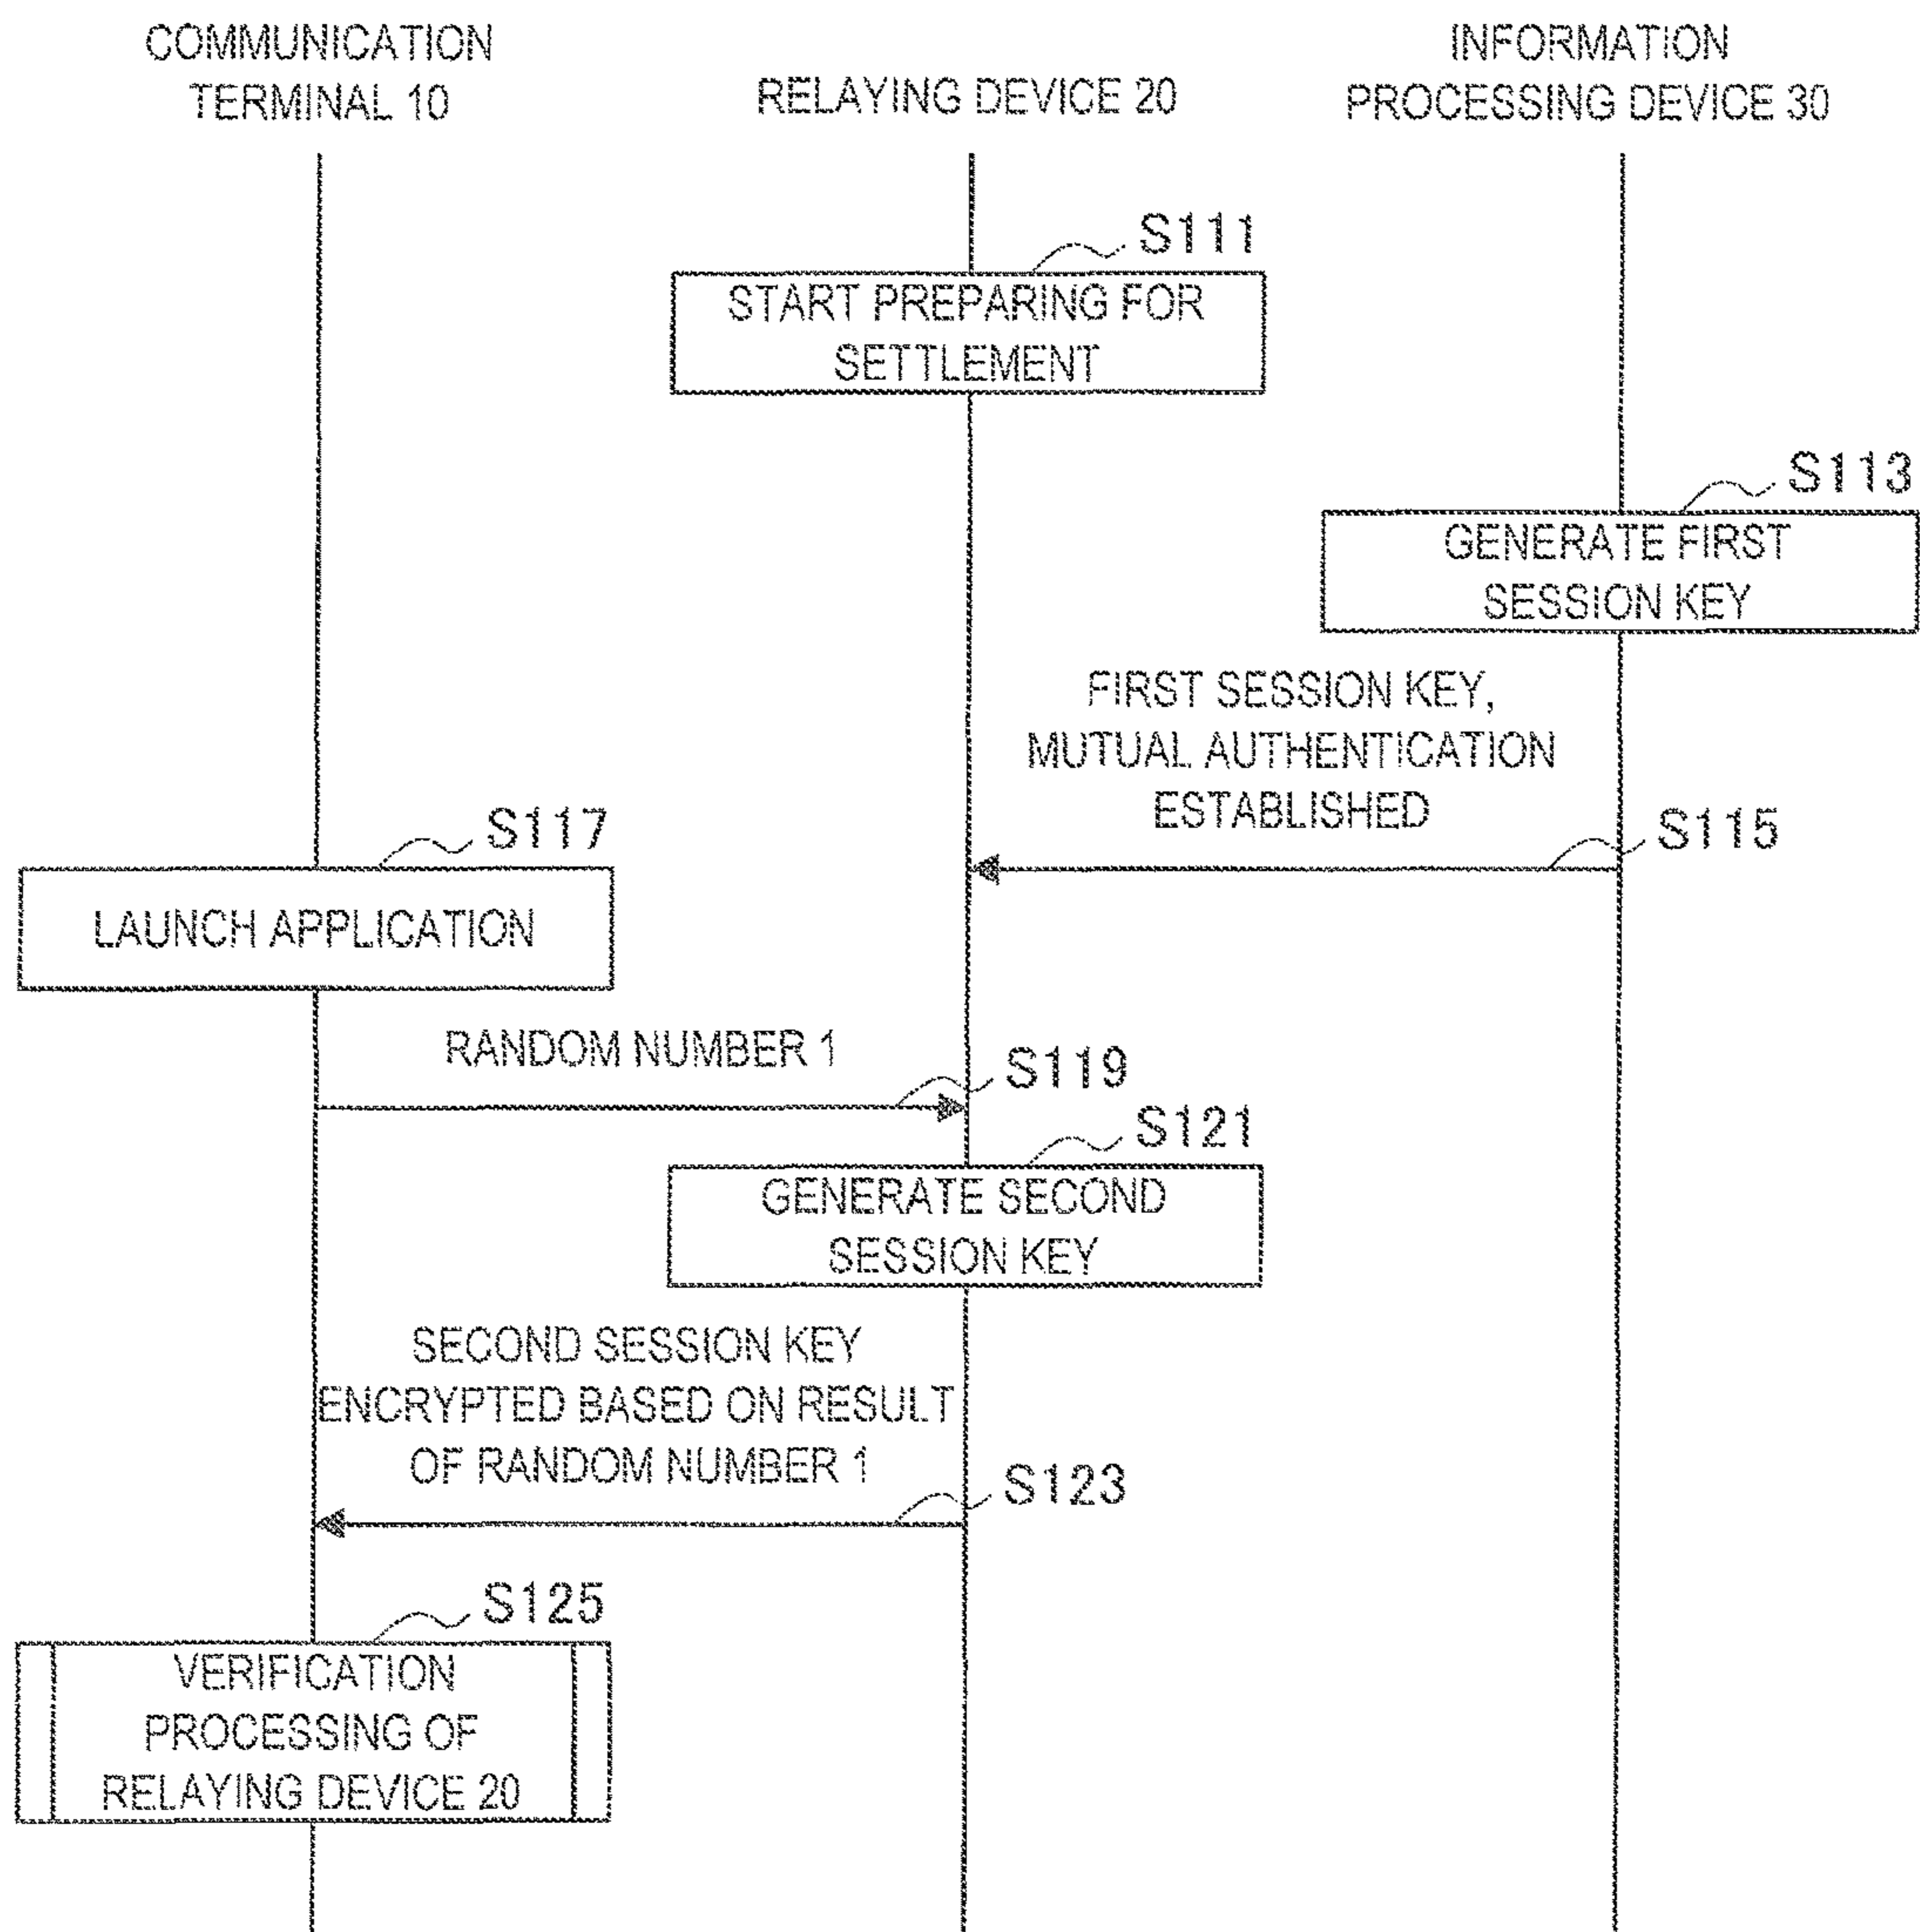 COMMUNICATION
TERMINAL 10
RELAYING DEVICE 20
INFORMATION
PROCESSING DEVICE 30
S111
START PREPARING FOR
SETTLEMENT
S113
GENERATE FIRST
SESSION KEY
FIRST SESSION KEY,
MUTUAL AUTHENTICATION
ESTABLISHED
S115
S117
LAUNCH APPLICATION
RANDOM NUMBER 1
S119
S121
GENERATE SECOND
SESSION KEY
SECOND SESSION KEY
ENCRYPTED BASED ON RESULT
OF RANDOM NUMBER 1
S123
S125
VERIFICATION
PROCESSING OF
RELAYING DEVICE 20